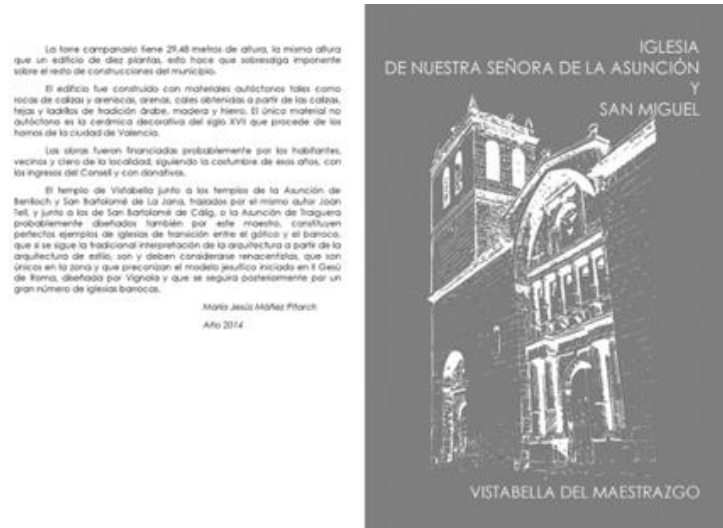 La torre campanario tiene 29,48 metros de altura, la misma altura
que un edificio de diez plantas, esto hace que sobresalga imponente
sobre el resto de construcciones del municipio.
El edificio fue construido con materiales autóctonos tales como
rocas de calizas y areniscas, arenas, cales obtenidas a partir de las calizas,
tejas y ladrillos de tradición árabe, madera y hierro. El único material no
autóctono es la cerámica decorativa del siglo XVII que procede de los
hornos de la ciudad de Valencia.
Las obras fueron financiadas probablemente por los habitantes,
vecinos y clero de la localidad; siguiendo la costumbre de esos años, con
los ingresos del Consell y con donativos.
El templo de Vistabella junto a los templos de la Asunción de
Benlloch y San Bartolomé de La Jana, trazados por el mismo autor Joan
Tell, y junto a los de San Bartolomé de Cálig, o la Asunción de Traiguera
probablemente diseñados también por este maestro, constituyen
perfectos ejemplos de iglesias de transición entre el gótico y el barroco,
que si se sigue la tradicional interpretación de la arquitectura a partir de la
arquitectura de estilo, son y deben considerarse renacentistas, que son
únicos en la zona y que preconizan el modelo jesuítico iniciado en Il Gesù
de Roma, diseñada por Vignola y que se seguirá posteriormente por un
gran número de iglesias barrocas.
María Jesús Máñez Pitarch
Año 2014
IGLESIA
DE NUESTRA SEÑORA DE LA ASUNCIÓN
Y
SAN MIGUEL
VISTABELLA DEL MAESTRAZGO